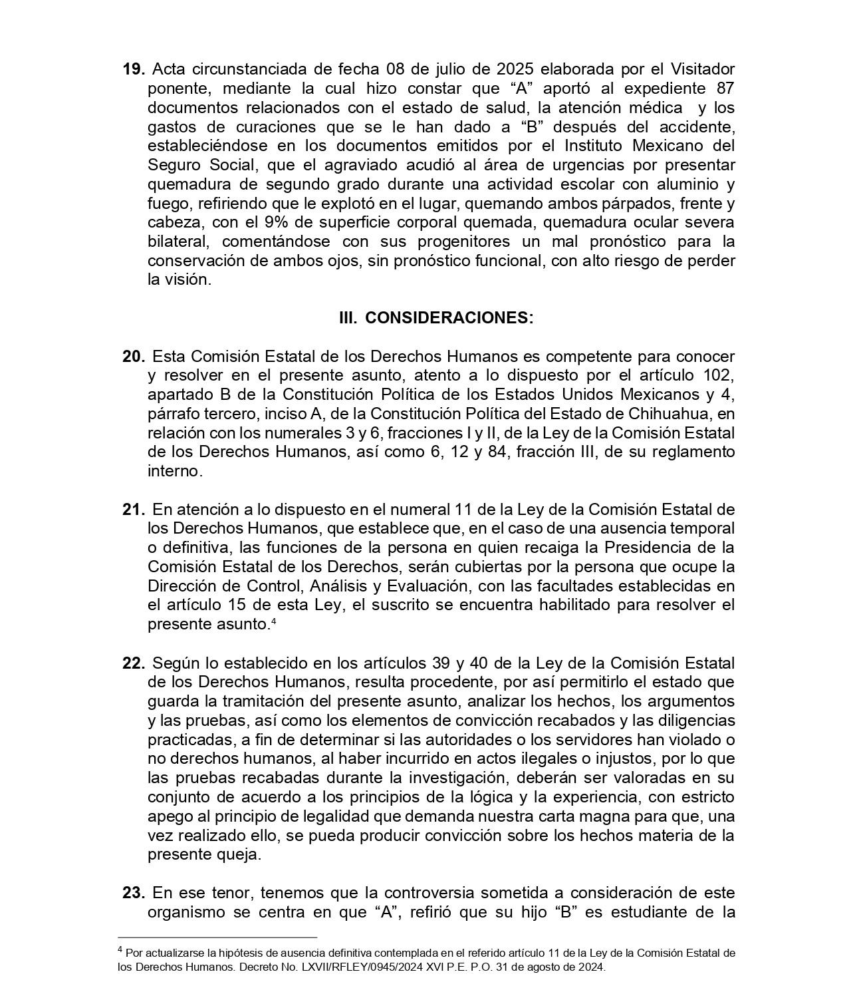 19. Acta circunstanciada de fecha 08 de julio de 2025 elaborada por el Visitador
ponente, mediante la cual hizo constar que “A” aportó al expediente 87
documentos relacionados con el estado de salud, la atención médica y los
gastos de curaciones que se le han dado a “B” después del accidente,
estableciéndose en los documentos emitidos por el Instituto Mexicano del
Seguro Social, que el agraviado acudió al área de urgencias por presentar
quemadura de segundo grado durante una actividad escolar con aluminio y
fuego, refiriendo que le explotó en el lugar, quemando ambos párpados, frente y
cabeza, con el 9% de superficie corporal quemada, quemadura ocular severa
bilateral, comentándose con sus progenitores un mal pronóstico para la
conservación de ambos ojos, sin pronóstico funcional, con alto riesgo de perder
la visión.
III. CONSIDERACIONES:
20. Esta Comisión Estatal de los Derechos Humanos es competente para conocer
y resolver en el presente asunto, atento a lo dispuesto por el artículo 102,
apartado B de la Constitución Política de los Estados Unidos Mexicanos y 4,
párrafo tercero, inciso A, de la Constitución Política del Estado de Chihuahua, en
relación con los numerales 3 y 6, fracciones I y II, de la Ley de la Comisión Estatal
de los Derechos Humanos, así como 6, 12 y 84, fracción III, de su reglamento
interno.
21. En atención a lo dispuesto en el numeral 11 de la Ley de la Comisión Estatal de
los Derechos Humanos, que establece que, en el caso de una ausencia temporal
o definitiva, las funciones de la persona en quien recaiga la Presidencia de la
Comisión Estatal de los Derechos, serán cubiertas por la persona que ocupe la
Dirección de Control, Análisis y Evaluación, con las facultades establecidas en
el artículo 15 de esta Ley, el suscrito se encuentra habilitado para resolver el
presente asunto.4
22. Según lo establecido en los artículos 39 y 40 de la Ley de la Comisión Estatal
de los Derechos Humanos, resulta procedente, por así permitirlo el estado que
guarda la tramitación del presente asunto, analizar los hechos, los argumentos
y las pruebas, así como los elementos de convicción recabados y las diligencias
practicadas, a fin de determinar si las autoridades o los servidores han violado o
no derechos humanos, al haber incurrido en actos ilegales o injustos, por lo que
las pruebas recabadas durante la investigación, deberán ser valoradas en su
conjunto de acuerdo a los principios de la lógica y la experiencia, con estricto
apego al principio de legalidad que demanda nuestra carta magna para que, una
vez realizado ello, se pueda producir convicción sobre los hechos materia de la
presente queja.
23. En ese tenor, tenemos que la controversia sometida a consideración de este
organismo se centra en que “A”, refirió que su hijo “B” es estudiante de la
4 Por actualizarse la hipótesis de ausencia definitiva contemplada en el referido artículo 11 de la Ley de la Comisión Estatal de
los Derechos Humanos. Decreto No. LXVII/RFLEY/0945/2024 XVI P.E. P.O. 31 de agosto de 2024.